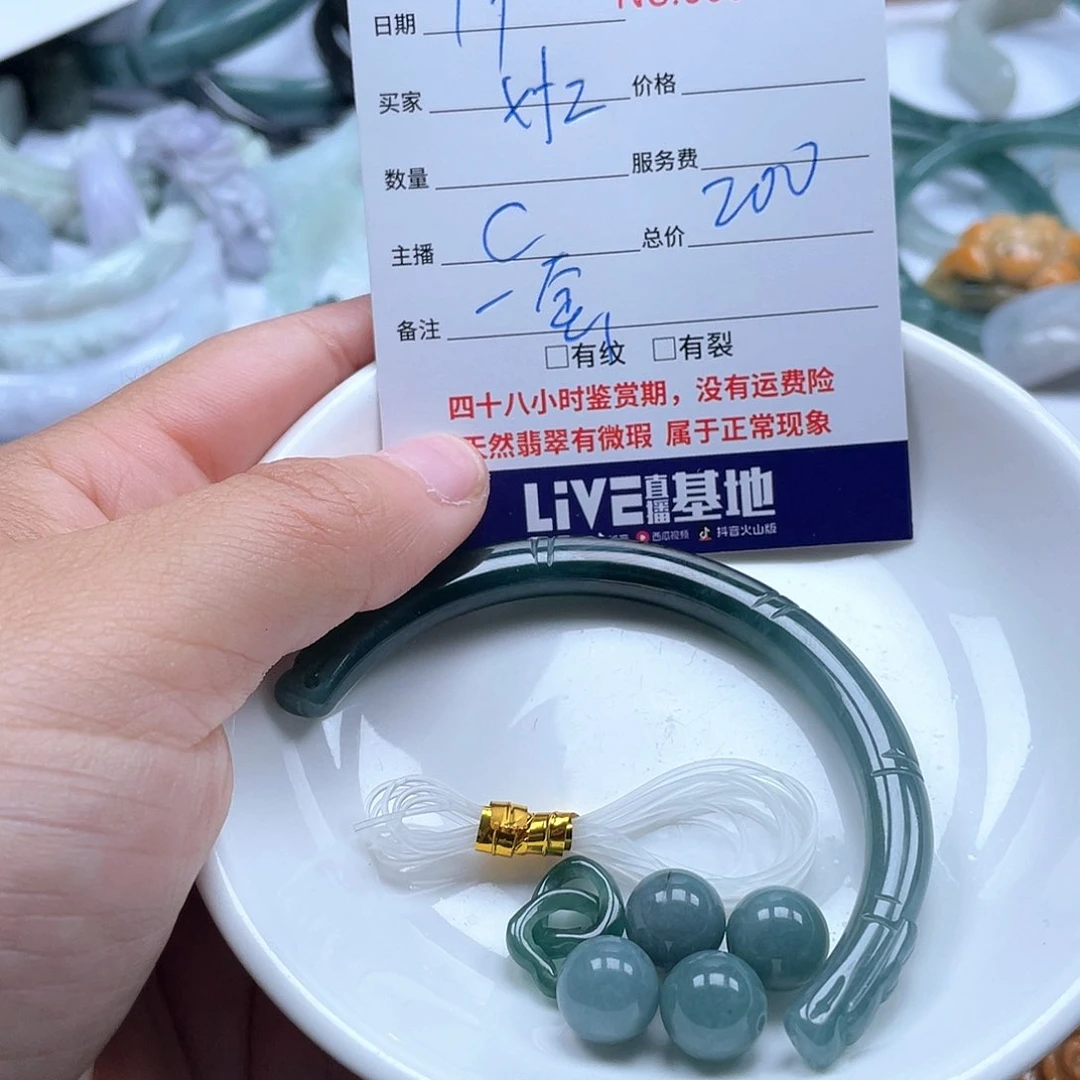 日期
买家 价格
数量 服务费
200
主播 C 总价
备注 一套
□有纹 □有裂
四十八小时鉴赏期，没有运费险
天然翡翠有微瑕 属于正常现象
LiVE直播基地
西瓜视频 抖音火山版